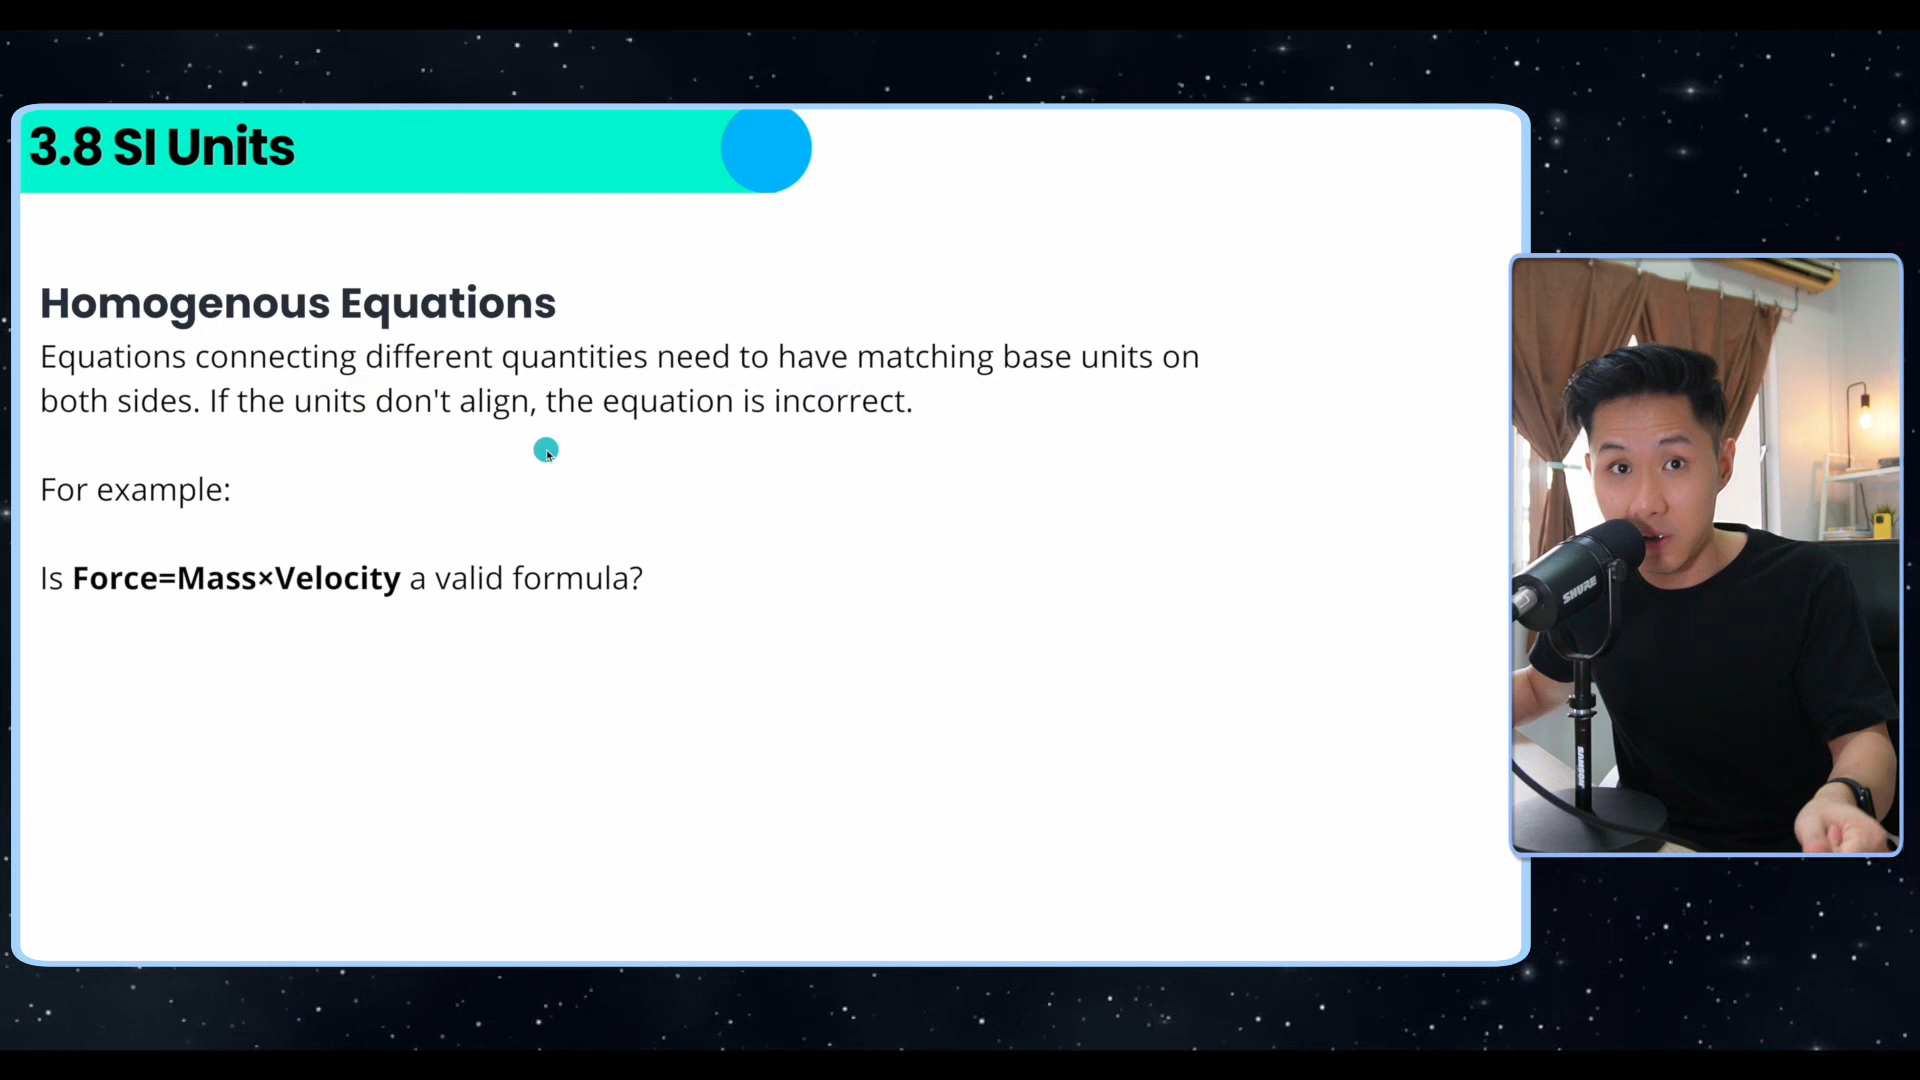 3.8 SI Units
Homogenous Equations
Equations connecting different quantities need to have matching base units on
both sides. If the units don't align, the equation is incorrect.
For example:
Is Force=Mass×Velocity a valid formula?
SHURE
SAMSON